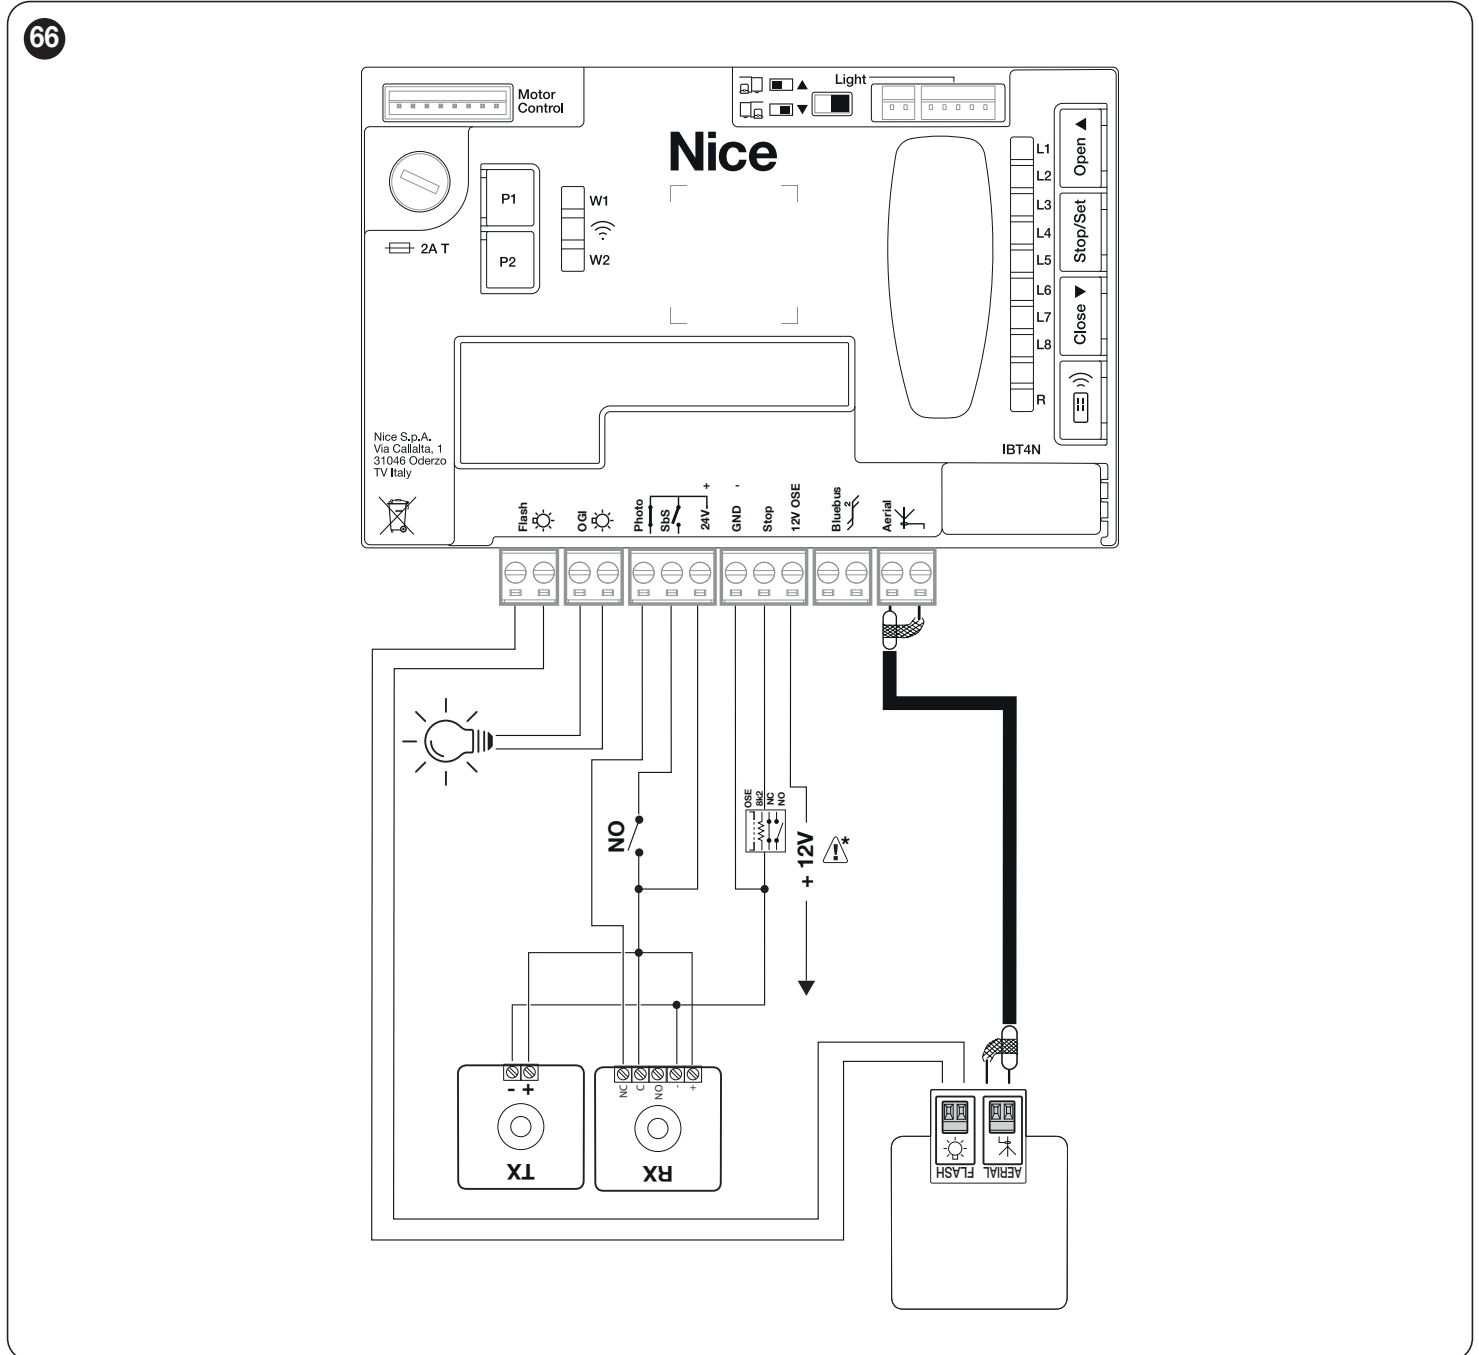 66
Motor
Control
Light
Nice
2A T
P1
P2
W1
W2
L1
L2
L3
L4
L5
L6
L7
L8
R
Open ▲
Stop/Set
Close ▼
IBT4N
Nice S.p.A.
Via Callalta, 1
31046 Oderzo
TV Italy
Flash
OGI
Photo
SbS
24V
+
-
GND
Stop
12V OSE
Bluebus
2
Aerial
NO
OSE
8k2
NC
NO
+ 12V
*
- +
TX
NC
C
NO
-
+
RX
FLASH
AERIAL